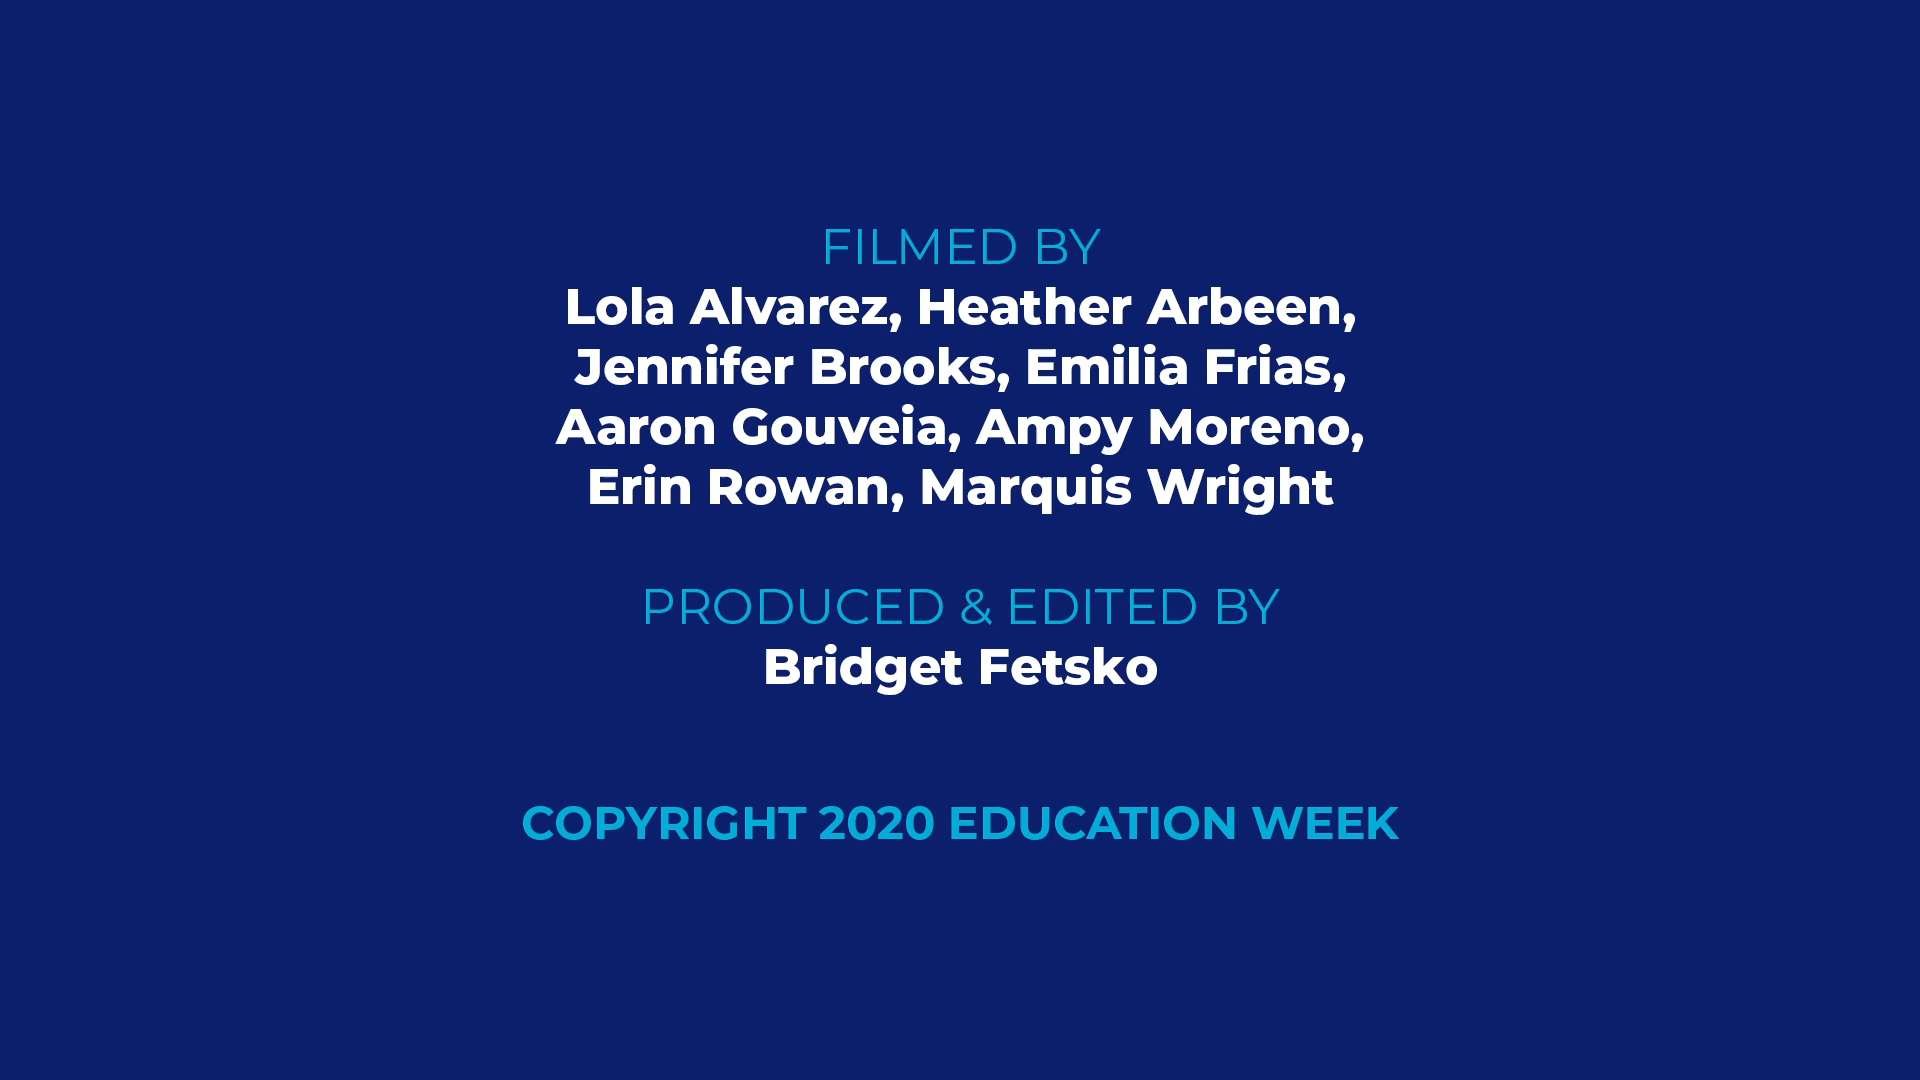 FILMED BY
Lola Alvarez, Heather Arbeen,
Jennifer Brooks, Emilia Frias,
Aaron Gouveia, Ampy Moreno,
Erin Rowan, Marquis Wright
PRODUCED & EDITED BY
Bridget Fetsko
COPYRIGHT 2020 EDUCATION WEEK